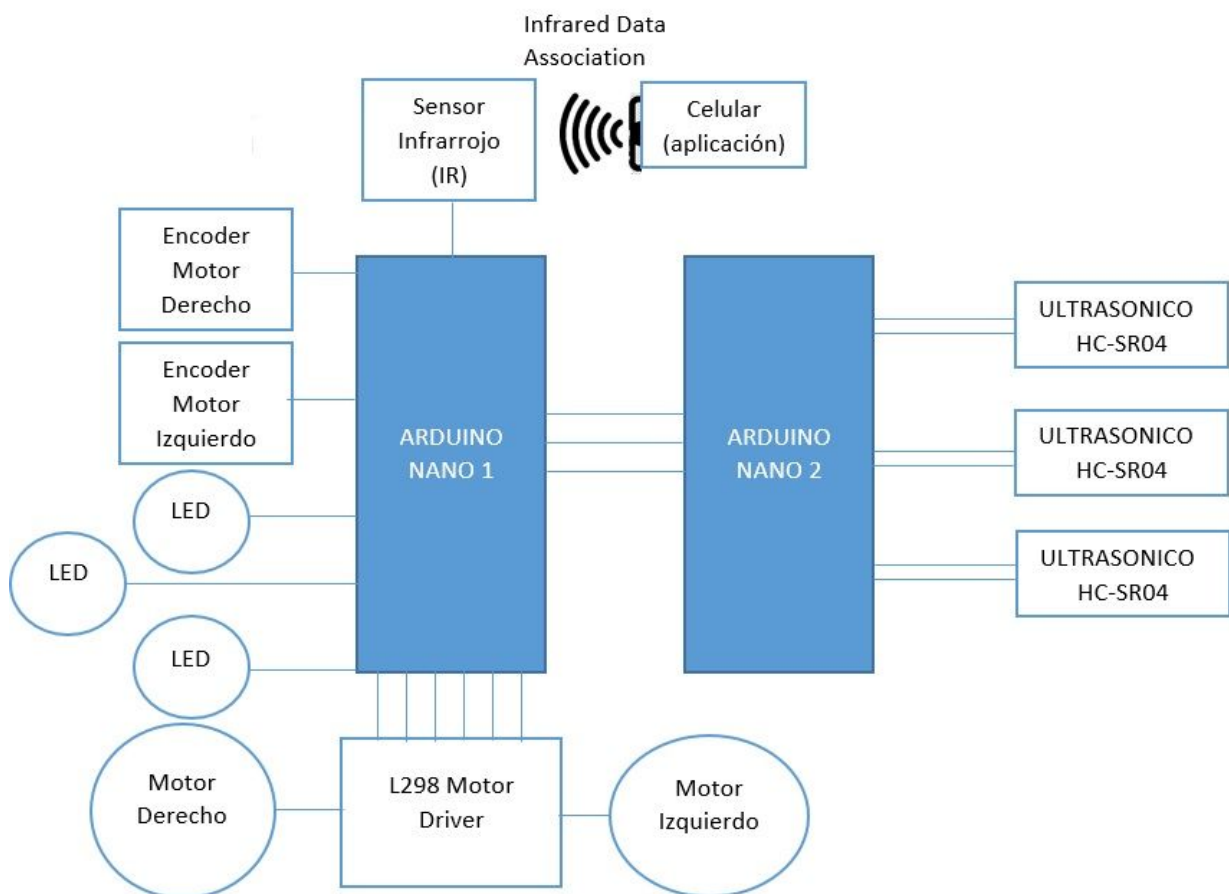 Infrared Data
Association
Sensor
Infrarrojo
(IR)
Celular
(aplicación)
Encoder
Motor
Derecho
Encoder
Motor
Izquierdo
ARDUINO
NANO 1
ARDUINO
NANO 2
ULTRASONICO
HC-SR04
ULTRASONICO
HC-SR04
ULTRASONICO
HC-SR04
LED
LED
LED
Motor
Derecho
L298 Motor
Driver
Motor
Izquierdo